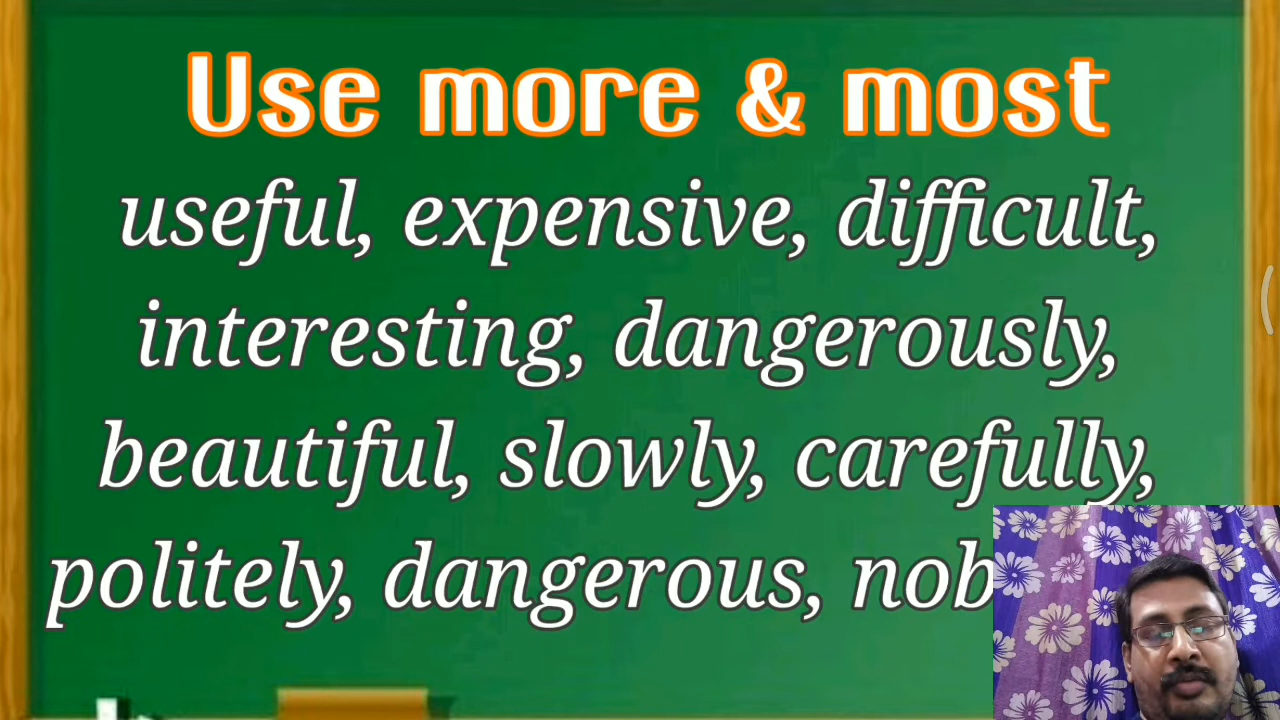 Use more & most
useful, expensive, difficult,
interesting, dangerously,
beautiful, slowly, carefully,
politely, dangerous,